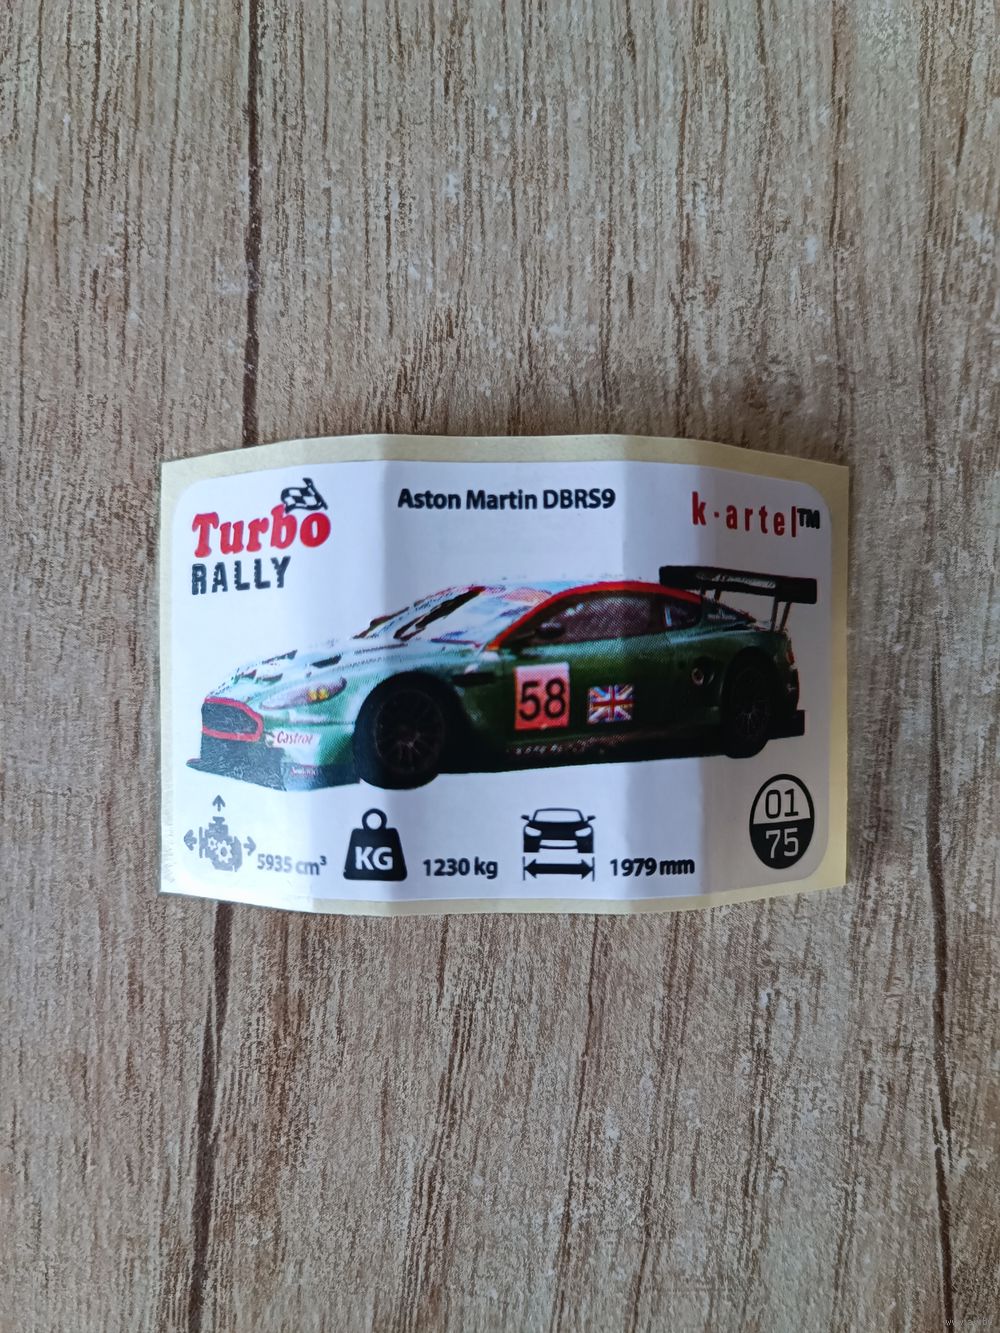 Turbo
RALLY
Aston Martin DBRS9
k·artel™
58
Castrol
5935 cm³
KG
1230 kg
1979 mm
01
75